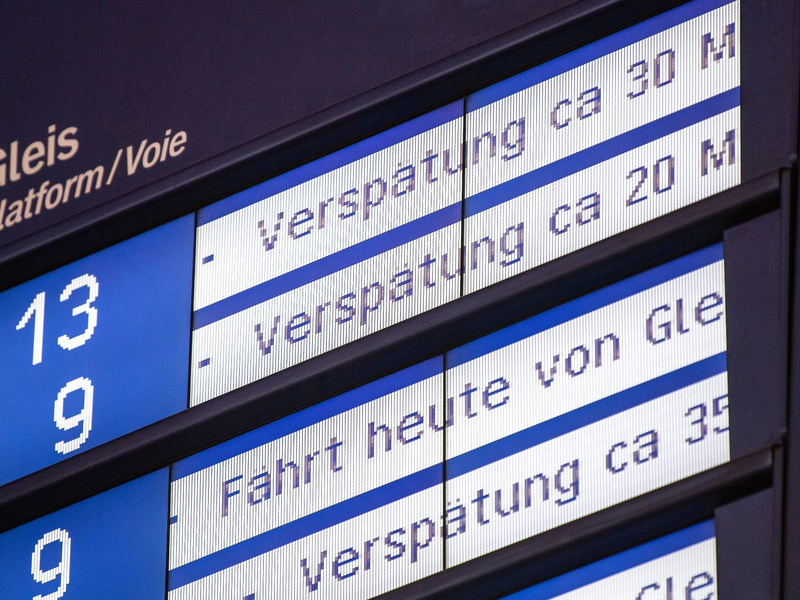 Gleis
Platform/Voie
13 - Verspätung ca 30 M
9 - Verspätung ca 20 M
9 - Fährt heute von Gle
- Verspätung ca 35
Gle